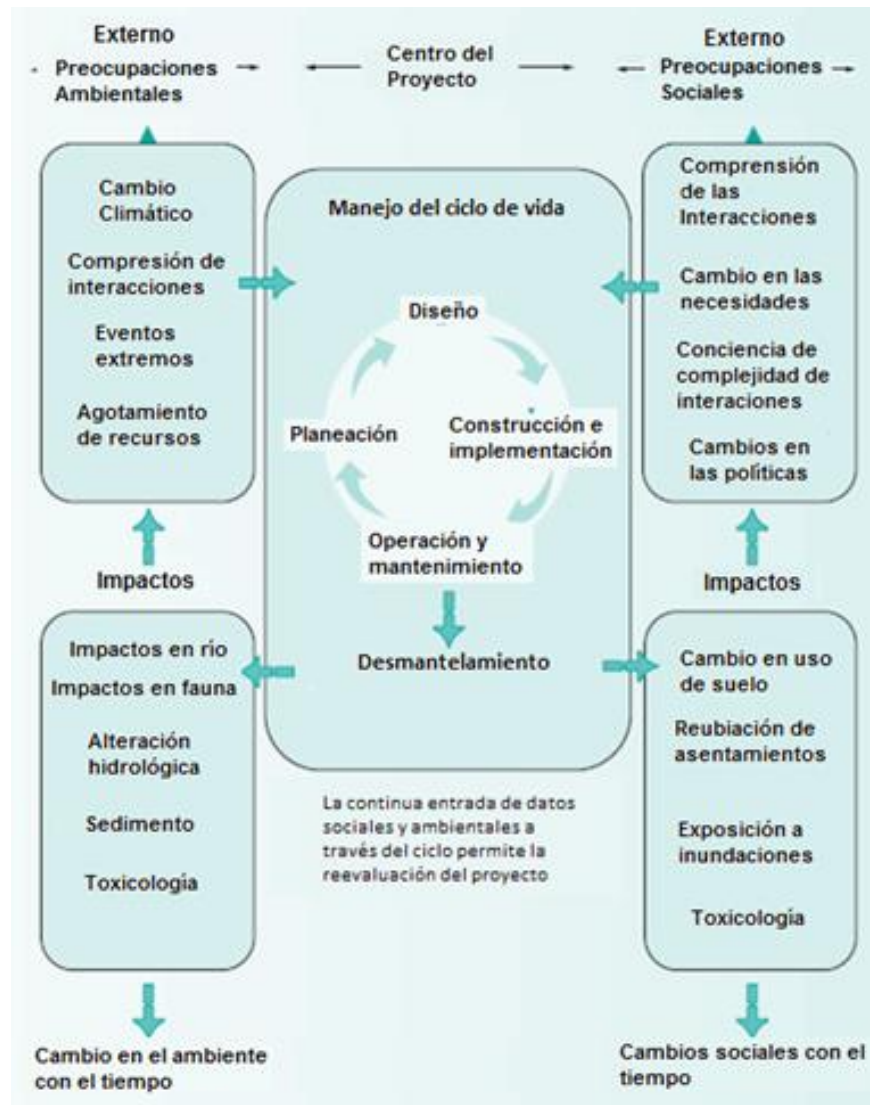 Externo
Preocupaciones
Ambientales
Centro del
Proyecto
Externo
Preocupaciones
Sociales
Cambio
Climático
Compresión de
interacciones
Eventos
extremos
Agotamiento
de recursos
Manejo del ciclo de vida
Diseño
Construcción e
implementación
Operación y
mantenimiento
Planeación
Desmantelamiento
Comprensión
de las
Interacciones
Cambio en las
necesidades
Conciencia de
complejidad de
interaciones
Cambios en
las políticas
Impactos
Impactos en río
Impactos en fauna
Alteración
hidrológica
Sedimento
Toxicología
La continua entrada de datos
sociales y ambientales a
través del ciclo permite la
reevaluación del proyecto
Impactos
Cambio en uso
de suelo
Reubiación de
asentamientos
Exposición a
inundaciones
Toxicología
Cambio en el ambiente
con el tiempo
Cambios sociales con el
tiempo